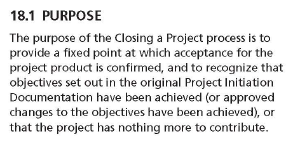 18.1 PURPOSE
The purpose of the Closing a Project process is to
provide a fixed point at which acceptance for the
project product is confirmed, and to recognize that
objectives set out in the original Project Initiation
Documentation have been achieved (or approved
changes to the objectives have been achieved), or
that the project has nothing more to contribute.